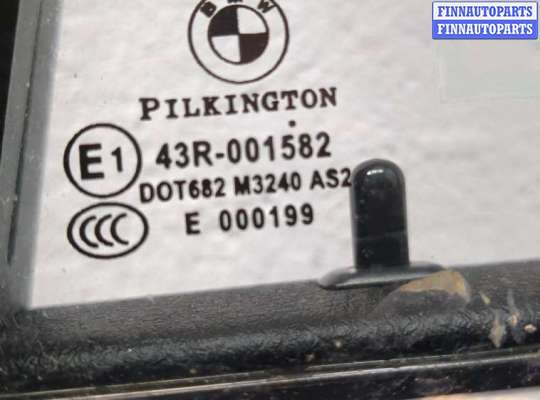 FINNAUTOPARTS
FINNAUTOPARTS
BMW
PILKINGTON
E1 43R-001582
DOT682 M3240 AS2
CCC E 000199